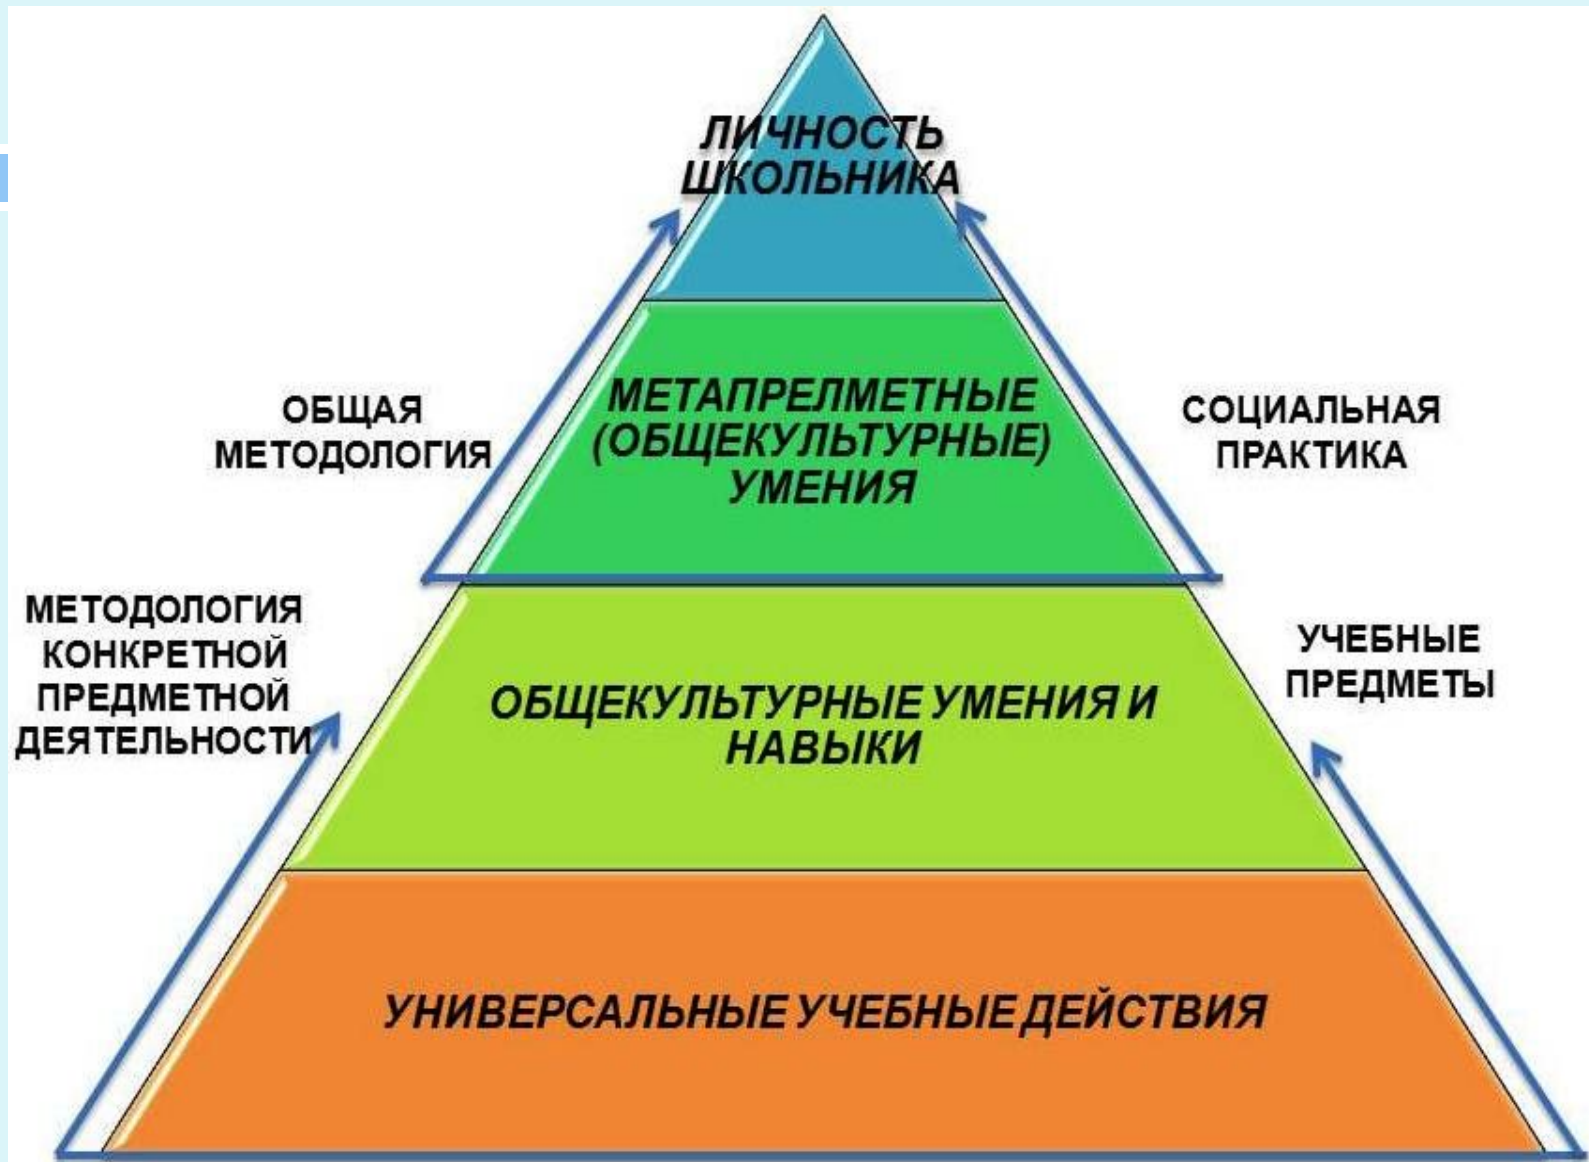 ЛИЧНОСТЬ
ШКОЛЬНИКА
МЕТАПРЕЛМЕТНЫЕ
(ОБЩЕКУЛЬТУРНЫЕ)
УМЕНИЯ
ОБЩАЯ
МЕТОДОЛОГИЯ
СОЦИАЛЬНАЯ
ПРАКТИКА
МЕТОДОЛОГИЯ
КОНКРЕТНОЙ
ПРЕДМЕТНОЙ
ДЕЯТЕЛЬНОСТИ
ОБЩЕКУЛЬТУРНЫЕ УМЕНИЯ И
НАВЫКИ
УЧЕБНЫЕ
ПРЕДМЕТЫ
УНИВЕРСАЛЬНЫЕ УЧЕБНЫЕ ДЕЙСТВИЯ